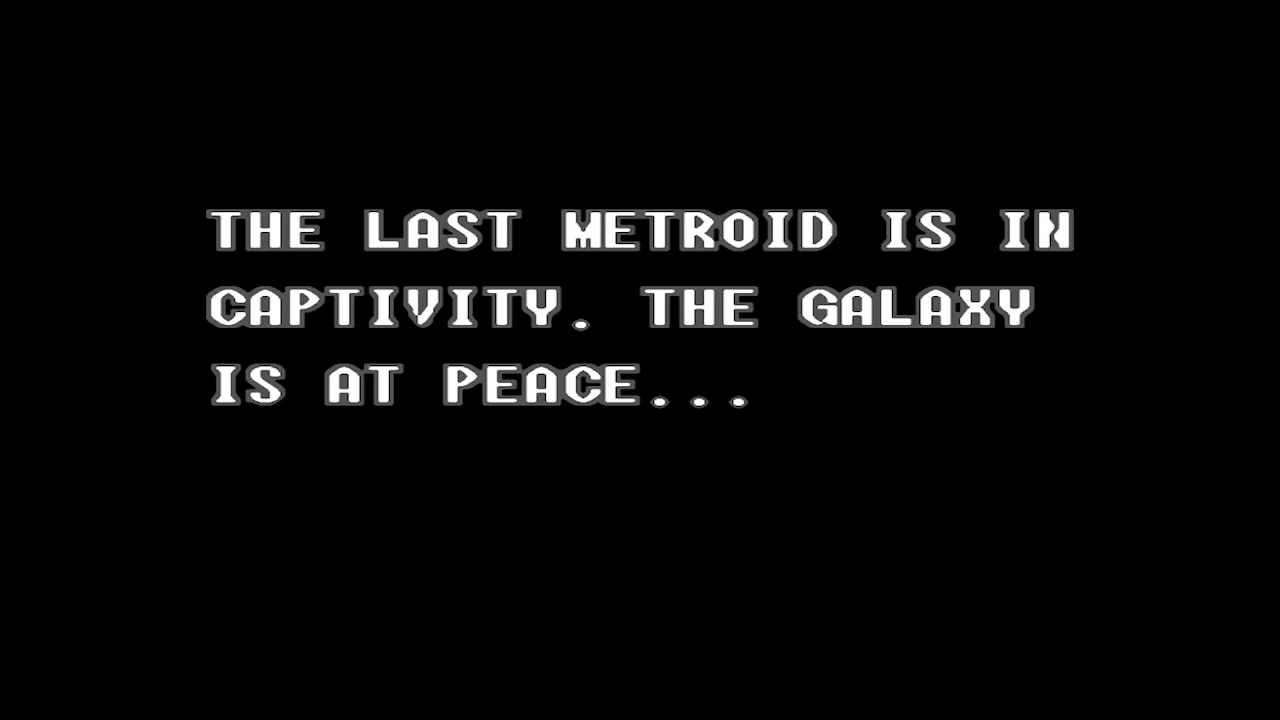 THE LAST METROID IS IN
CAPTIVITY. THE GALAXY
IS AT PEACE...